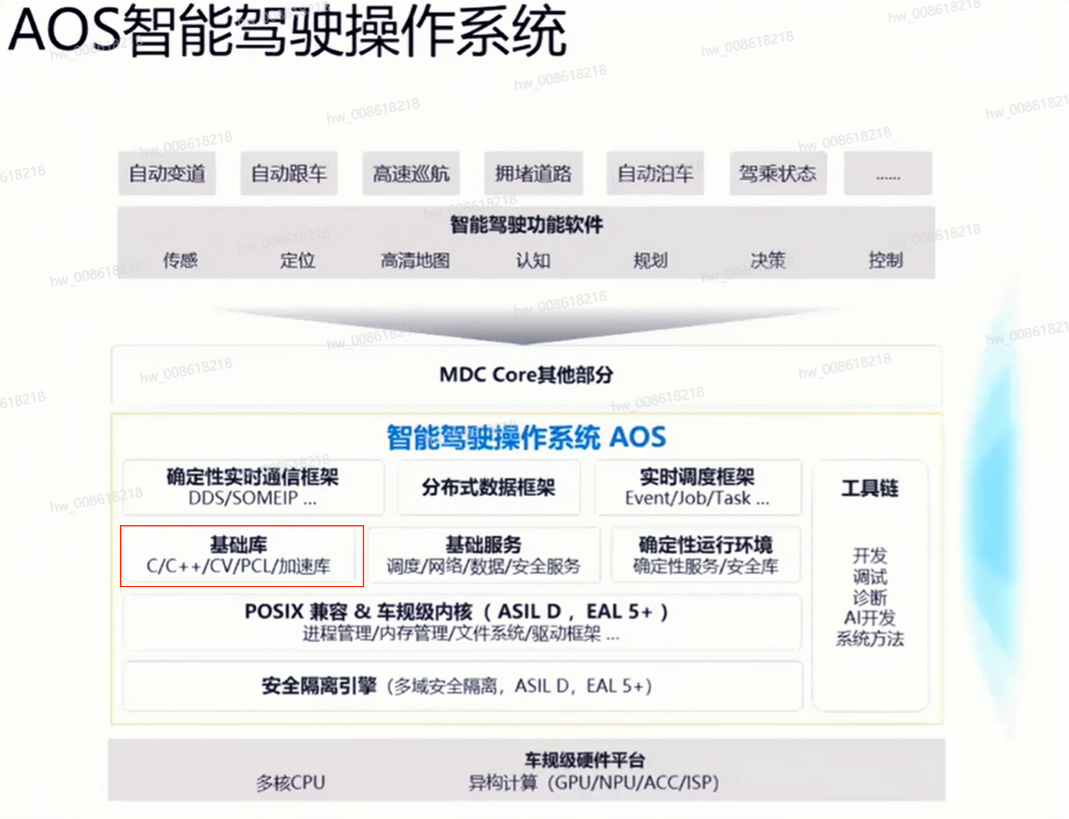 AOS智能驾驶操作系统
自动变道 自动跟车 高速巡航 拥堵道路 自动泊车 驾乘状态 ......
智能驾驶功能软件
传感 定位 高清地图 认知 规划 决策 控制
MDC Core其他部分
智能驾驶操作系统 AOS
确定性实时通信框架
DDS/SOMEIP ...
分布式数据框架
实时调度框架
Event/Job/Task ...
基础库
C/C++/CV/PCL/加速库
基础服务
调度/网络/数据/安全服务
确定性运行环境
确定性服务/安全库
POSIX 兼容 & 车规级内核（ ASIL D ，EAL 5+ ）
进程管理/内存管理/文件系统/驱动框架 ...
安全隔离引擎（多域安全隔离，ASIL D，EAL 5+）
工具链
开发
调试
诊断
AI开发
系统方法
车规级硬件平台
多核CPU 异构计算（GPU/NPU/ACC/ISP）
hw_008618218